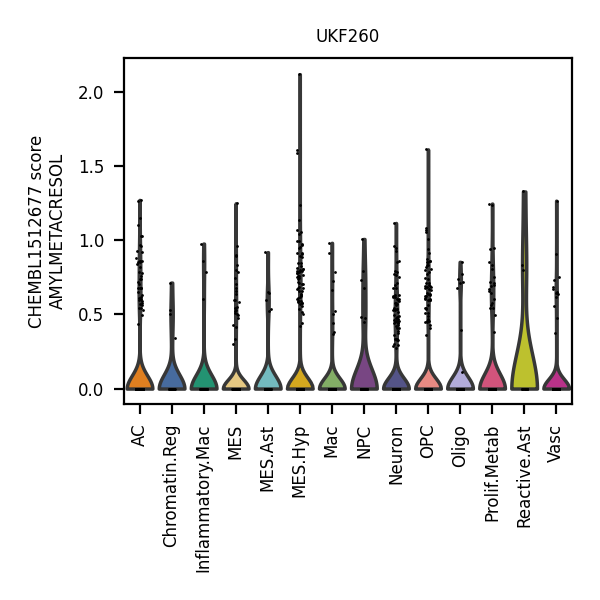 UKF260
CHEMBL1512677 score
AMYLMETACRESOL
2.0
1.5
1.0
0.5
0.0
AC
Chromatin.Reg
Inflammatory.Mac
MES
MES.Ast
MES.Hyp
Mac
NPC
Neuron
OPC
Oligo
Prolif.Metab
Reactive.Ast
Vasc